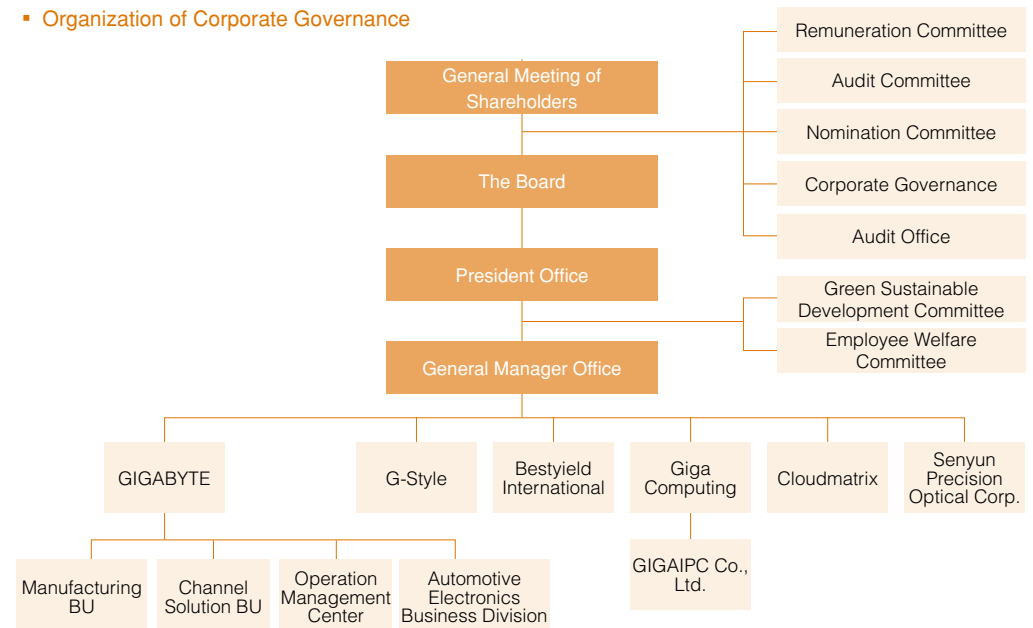 ▪ Organization of Corporate Governance
General Meeting of
Shareholders
The Board
President Office
General Manager Office
Remuneration Committee
Audit Committee
Nomination Committee
Corporate Governance
Audit Office
Green Sustainable
Development Committee
Employee Welfare
Committee
GIGABYTE
G-Style
Bestyield
International
Giga
Computing
Cloudmatrix
Senyun
Precision
Optical Corp.
Manufacturing
BU
Channel
Solution BU
Operation
Management
Center
Automotive
Electronics
Business Division
GIGAIPC Co.,
Ltd.